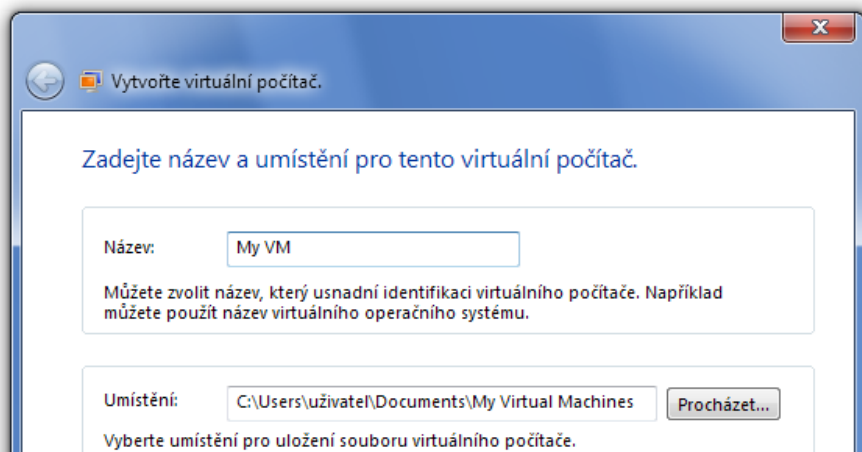 Vytvořte virtuální počítač.
Zadejte název a umístění pro tento virtuální počítač.
Název: My VM
Můžete zvolit název, který usnadní identifikaci virtuálního počítače. Například
můžete použít název virtuálního operačního systému.
Umístění: C:\Users\uživatel\Documents\My Virtual Machines Procházet...
Vyberte umístění pro uložení souboru virtuálního počítače.